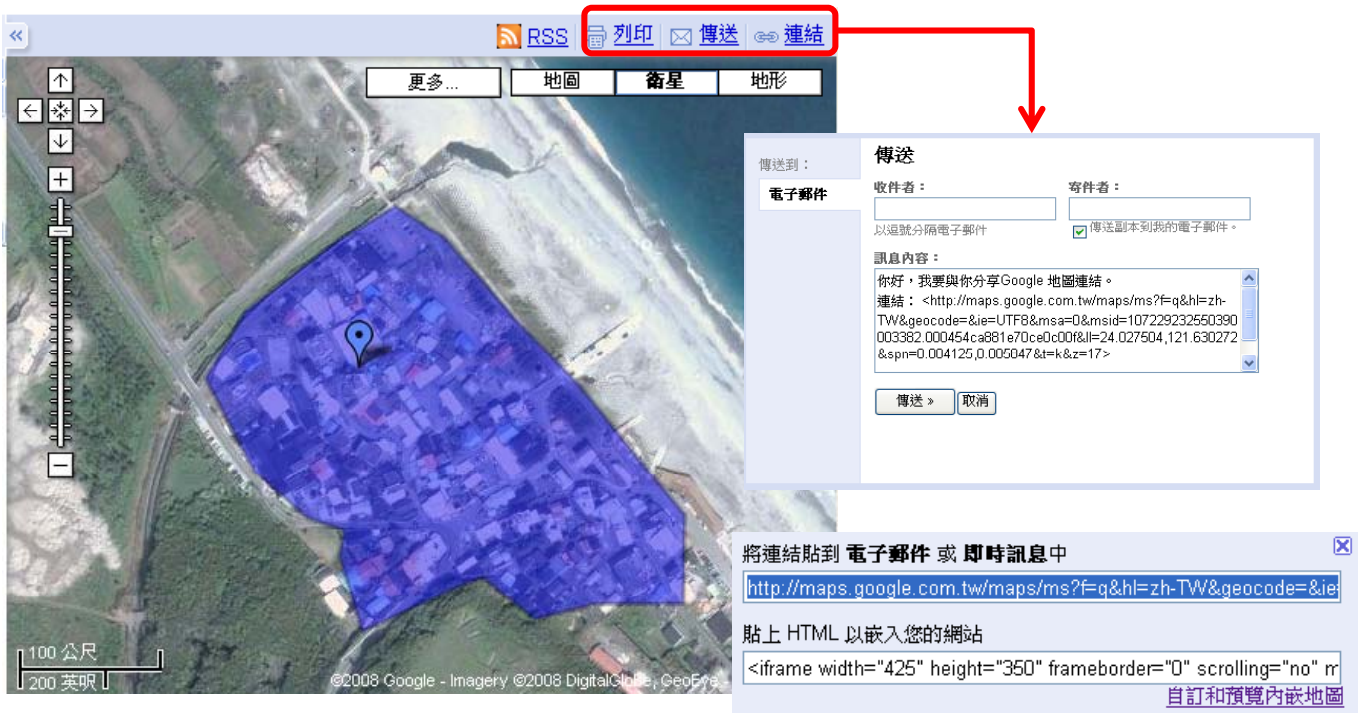 RSS 列印 傳送 連結
更多... 地圖 衛星 地形
傳送到：
電子郵件
傳送
收件者： 寄件者：
以逗號分隔電子郵件 傳送副本到我的電子郵件。
訊息內容：
你好，我要與你分享Google 地圖連結。
連結： <http://maps.google.com.tw/maps/ms?f=q&hl=zh-
TW&geocode=&ie=UTF8&msa=0&msid=107229232550390
003382.000454ca881e70ce0c00f&ll=24.027504,121.630272
&spn=0.004125,0.005047&t=k&z=17>
傳送 » 取消
將連結貼到 電子郵件 或 即時訊息中
http://maps.google.com.tw/maps/ms?f=q&hl=zh-TW&geocode=&ie
貼上 HTML 以嵌入您的網站
<iframe width="425" height="350" frameborder="0" scrolling="no" m
自訂和預覽內嵌地圖
100 公尺
200 英呎
©2008 Google - Imagery ©2008 DigitalGlobe, GeoEye -